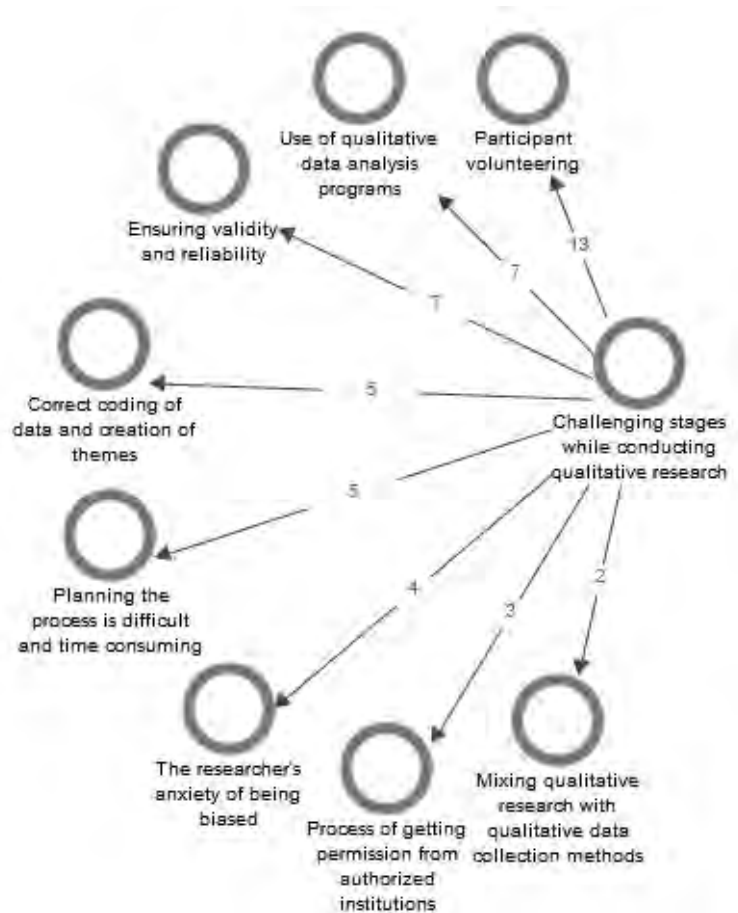 Use of qualitative
data analysis
programs
Participant
volunteering
Ensuring validity
and reliability
13
7
7
Correct coding of
data and creation of
themes
5
Challenging stages
while conducting
qualitative research
5
Planning the
process is difficult
and time consuming
4
3
2
The researcher's
anxiety of being
biased
Process of getting
permission from
authorized
institutions
Mixing qualitative
research with
qualitative data
collection methods